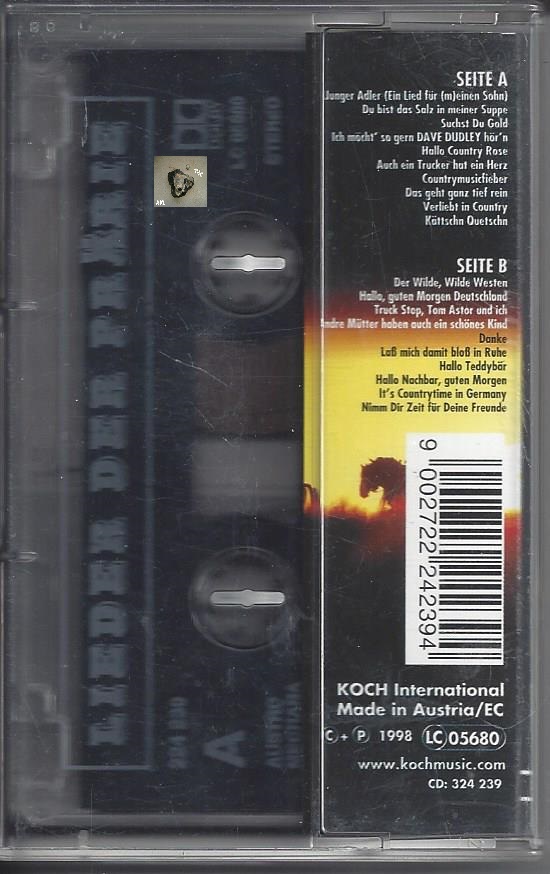 LIEDER DER PRÄRIE
STEREO
A
SEITE A
Junger Adler (Ein Lied für (m)einen Sohn)
Du bist das Salz in meiner Suppe
Suchst Du Gold
Ich möcht' so gern DAVE DUDLEY hör'n
Hallo Country Rose
Auch ein Trucker hat ein Herz
Countrymusicfieber
Das geht ganz tief rein
Verliebt in Country
Kättschn Quetschn
SEITE B
Der Wilde, Wilde Westen
Hallo, guten Morgen Deutschland
Truck Stop, Tom Astor und ich
Andre Mütter haben auch ein schönes Kind
Danke
Laß mich damit bloß in Ruhe
Hallo Teddybär
Hallo Nachbar, guten Morgen
It's Countrytime in Germany
Nimm Dir Zeit für Deine Freunde
9 002722 242394
KOCH International
Made in Austria/EC
C + P 1998 LC 05680
www.kochmusic.com
CD: 324 239